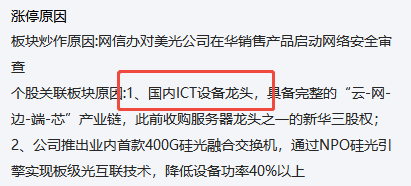 涨停原因
板块炒作原因:网信办对美光公司在华销售产品启动网络安全审
查
个股关联板块原因:1、国内ICT设备龙头，具备完整的“云-网-
边-端-芯”产业链，此前收购服务器龙头之一的新华三股权；
2、公司推出业内首款400G硅光融合交换机，通过NPO硅光引
擎实现板级光互联技术，降低设备功率40%以上